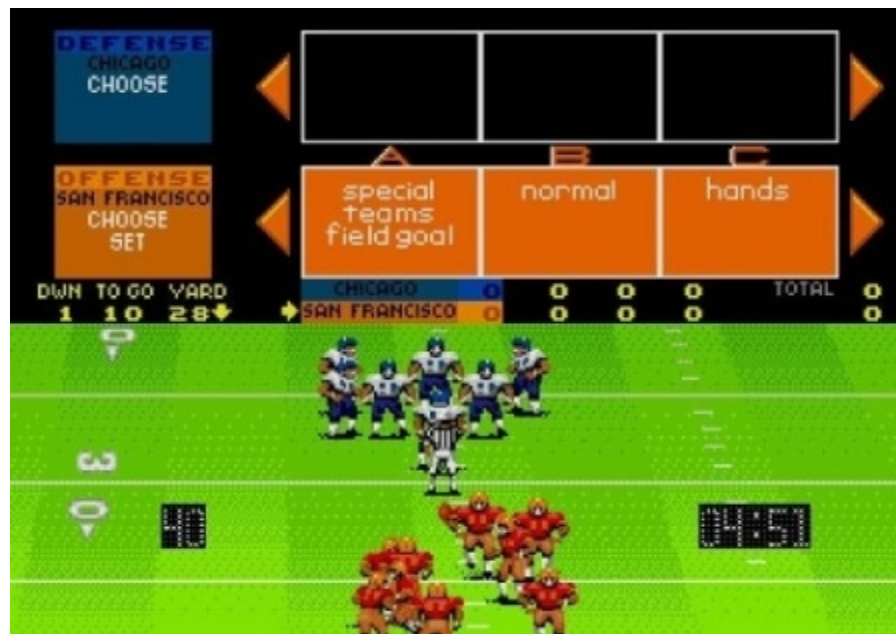 DEFENSE
CHICAGO
CHOOSE
A B C
OFFENSE
SAN FRANCISCO
CHOOSE
SET
special
teams
field goal
normal
hands
DWN TO GO YARD
1 10 28
CHICAGO 0 0 0 0 TOTAL 0
SAN FRANCISCO 0 0 0 0 0
0
3
0
40
04:51